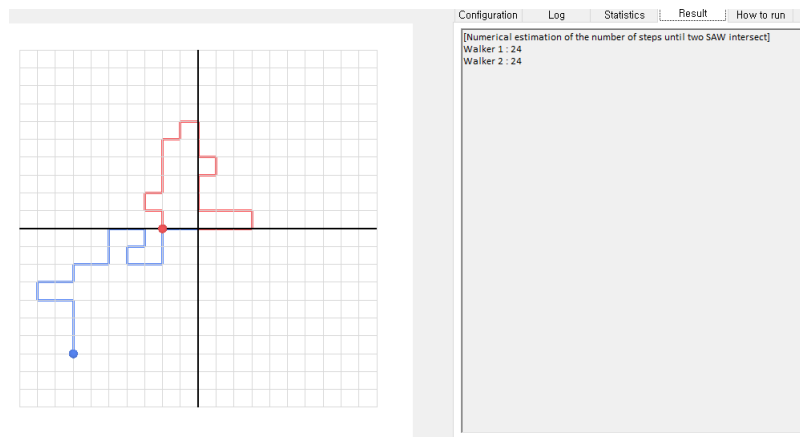 Configuration Log Statistics Result How to run
[Numerical estimation of the number of steps until two SAW intersect]
Walker 1 : 24
Walker 2 : 24